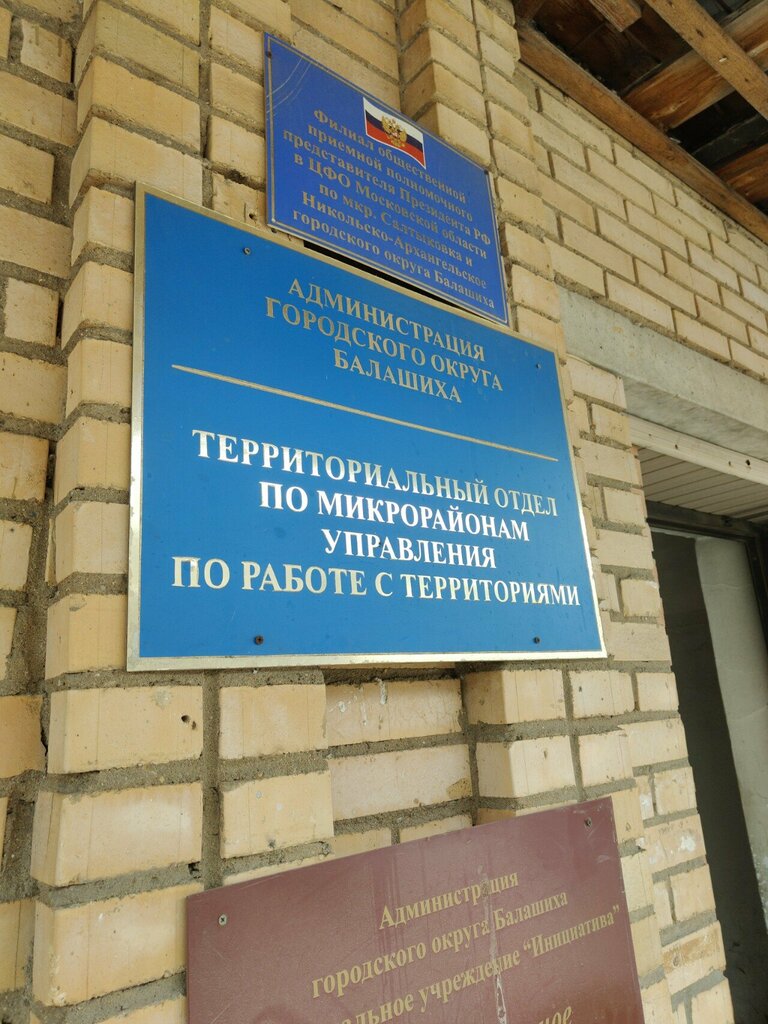 Филиал общественной
приемной полномочного
представителя Президента РФ
в ЦФО Московской области
по мкр. Салтыковка и
Никольско-Архангельское
городского округа Балашиха
АДМИНИСТРАЦИЯ
ГОРОДСКОГО ОКРУГА
БАЛАШИХА
ТЕРРИТОРИАЛЬНЫЙ ОТДЕЛ
ПО МИКРОРАЙОНАМ
УПРАВЛЕНИЯ
ПО РАБОТЕ С ТЕРРИТОРИЯМИ
Администрация
городского округа Балашиха
альное учреждение "Инициатива"